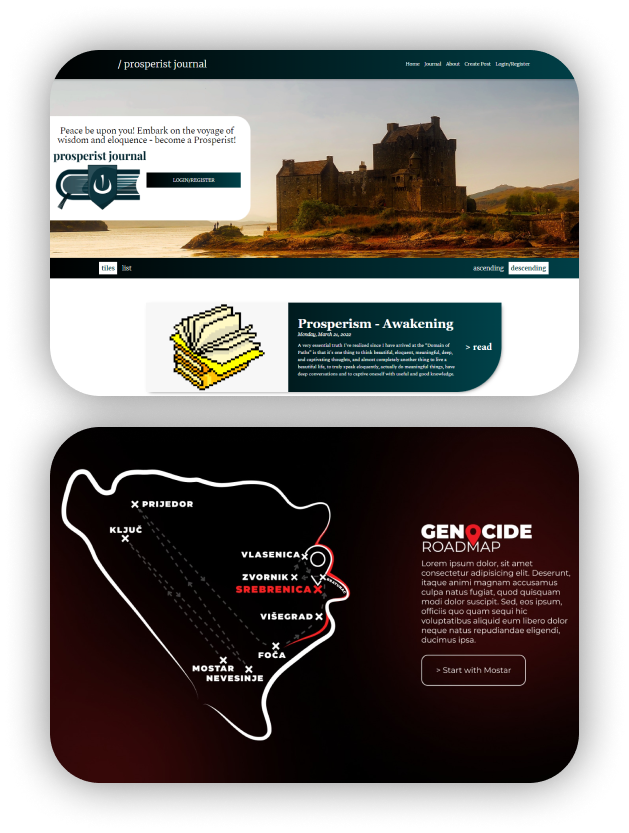 / prosperist journal
Home Journal About Create Post Login/Register
Peace be upon you! Embark on the voyage of
wisdom and eloquence - become a Prosperist!
prosperist journal
LOGIN/REGISTER
tiles list
ascending descending
Prosperism - Awakening
Monday, March 21, 2022
A very essential truth I've realized since I have arrived at the "Domain of
Paths" is that it's one thing to think beautiful, eloquent, meaningful, deep,
and captivating thoughts, and almost completely another thing to live a
beautiful life, to truly speak eloquently, actually do meaningful things, have
deep conversations and to captivate oneself with useful and good knowledge.
> read
PRIJEDOR
KLJUČ
VLASENICA
ZVORNIK
SREBRENICA
VIŠEGRAD
FOČA
MOSTAR
NEVESINJE
GENOCIDE
ROADMAP
Lorem ipsum dolor, sit amet
consectetur adipisicing elit. Deserunt,
itaque animi magnam accusamus
culpa natus fugiat, quod quisquam
modi dolor suscipit. Sed, eos ipsum,
officiis quo quam sequi hic
voluptatibus aliquid eum libero dolor
neque natus repudiandae eligendi,
ducimus ipsa.
> Start with Mostar